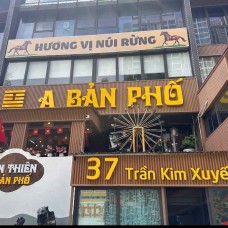 HƯƠNG VỊ NÚI RỪNG
A BẢN PHỐ
THIÊN
BẢN PHỐ
37 Trần Kim Xuyế